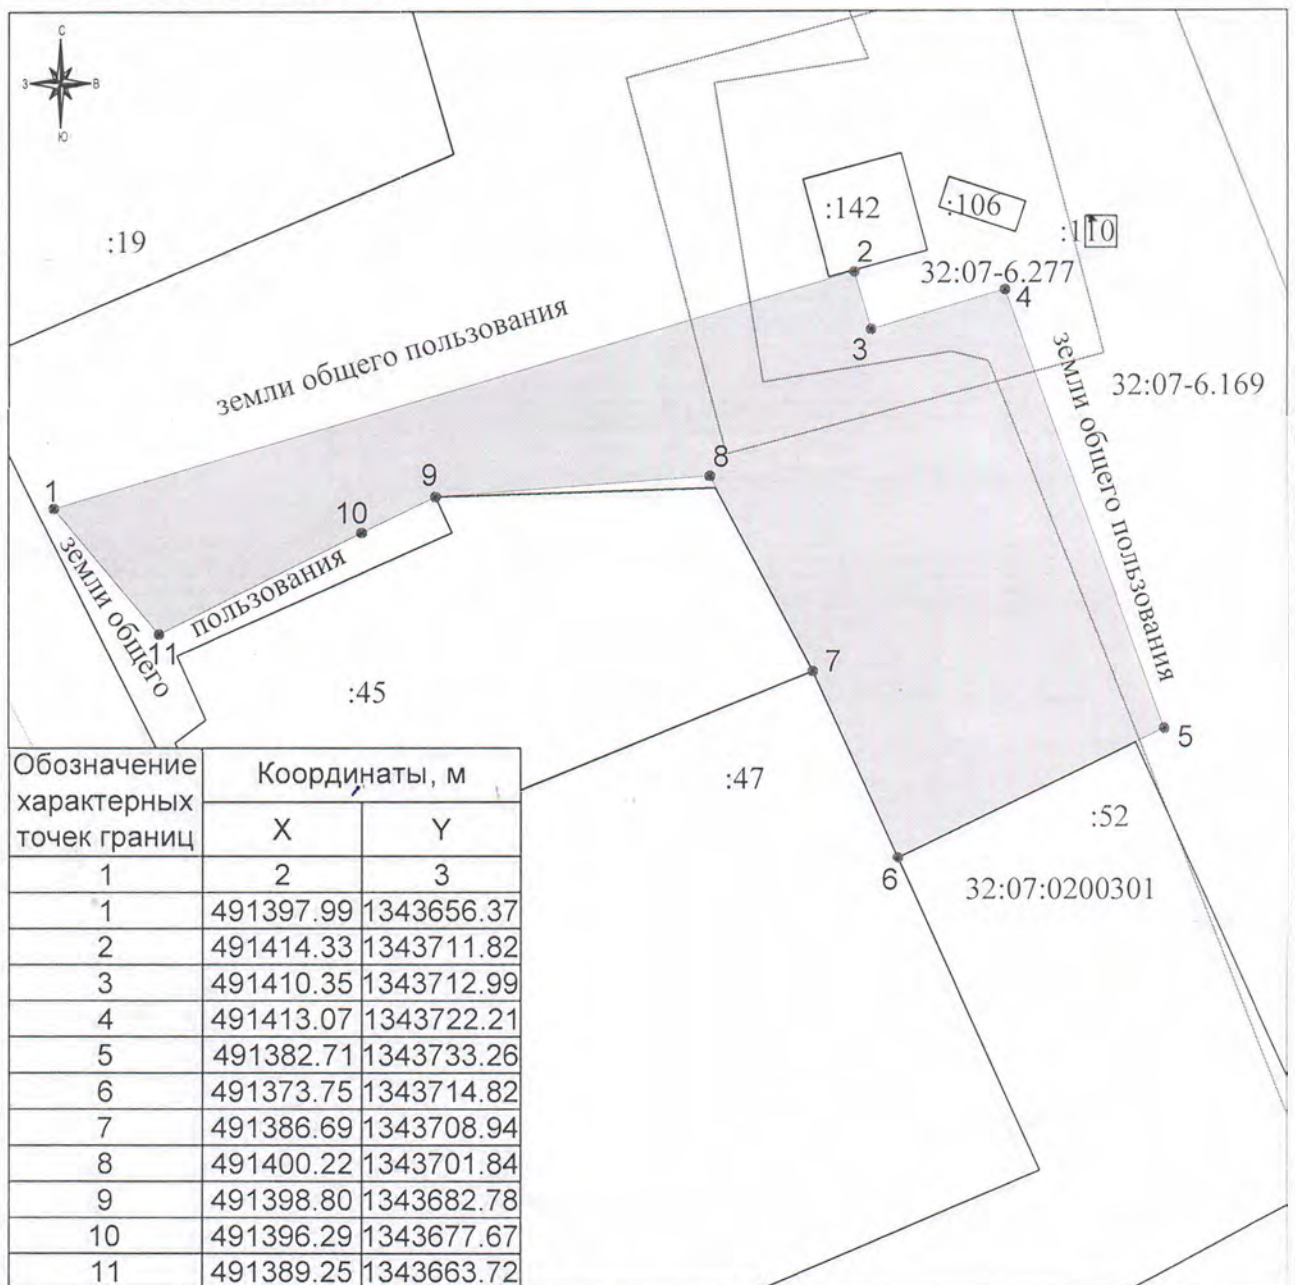 С
З В
Ю
:19
:142
:106
:110
2
32:07-6.277
4
3
земли общего пользования
земли общего пользования
32:07-6.169
8
9
1
10
земли общего
пользования
11
7
:45
5
:47
:52
6
32:07:0200301
Обозначение характерных точек границ Координаты, м
X Y
1 2 3
1 491397.99 1343656.37
2 491414.33 1343711.82
3 491410.35 1343712.99
4 491413.07 1343722.21
5 491382.71 1343733.26
6 491373.75 1343714.82
7 491386.69 1343708.94
8 491400.22 1343701.84
9 491398.80 1343682.78
10 491396.29 1343677.67
11 491389.25 1343663.72